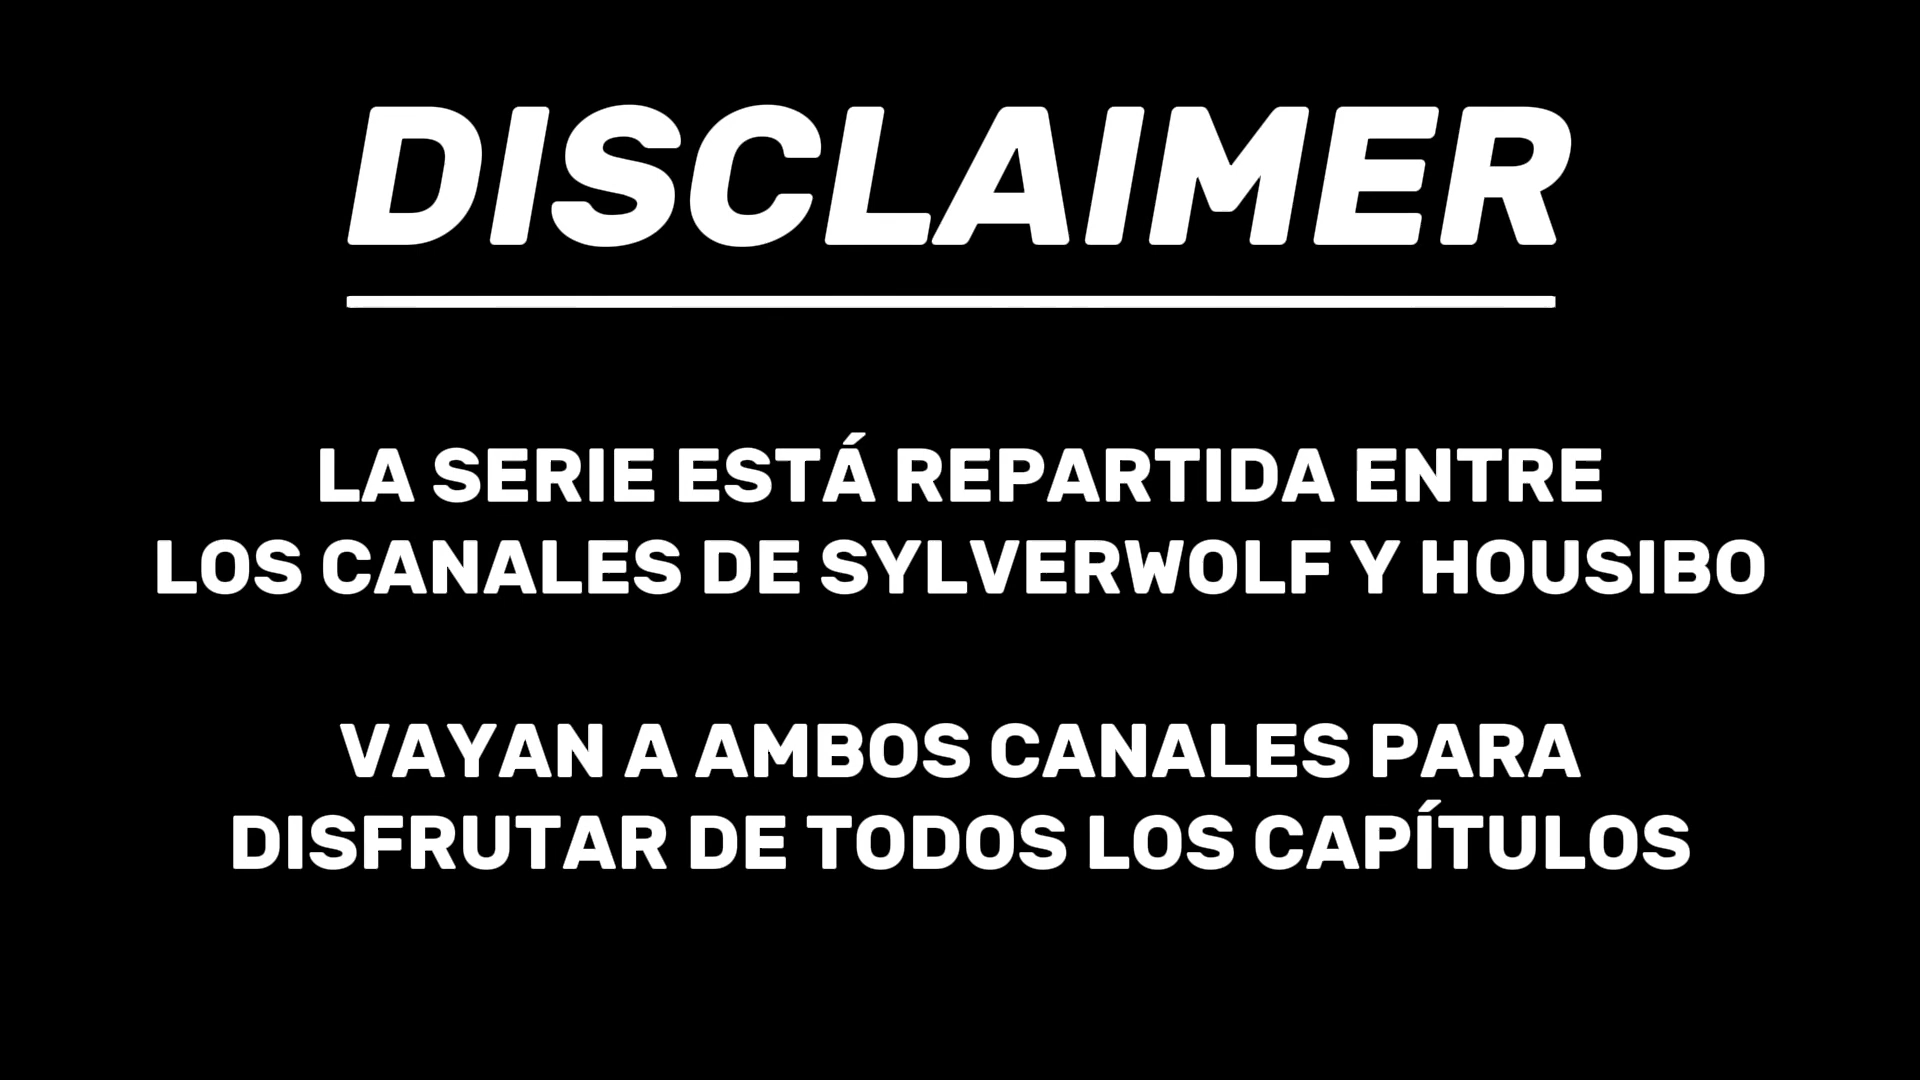 DISCLAIMER
LA SERIE ESTÁ REPARTIDA ENTRE
LOS CANALES DE SYLVERWOLF Y HOUSIBO
VAYAN A AMBOS CANALES PARA
DISFRUTAR DE TODOS LOS CAPÍTULOS